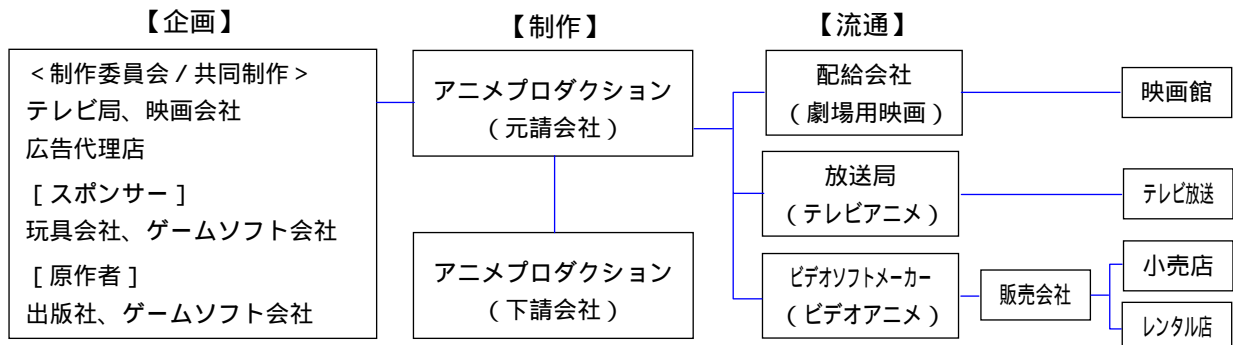 【企画】
<制作委員会/共同制作>
テレビ局、映画会社
広告代理店
[スポンサー]
玩具会社、ゲームソフト会社
[原作者]
出版社、ゲームソフト会社
【制作】
アニメプロダクション
(元請会社)
アニメプロダクション
(下請会社)
【流通】
配給会社
(劇場用映画)
映画館
放送局
(テレビアニメ)
テレビ放送
ビデオソフトメーカー
(ビデオアニメ)
販売会社
小売店
レンタル店